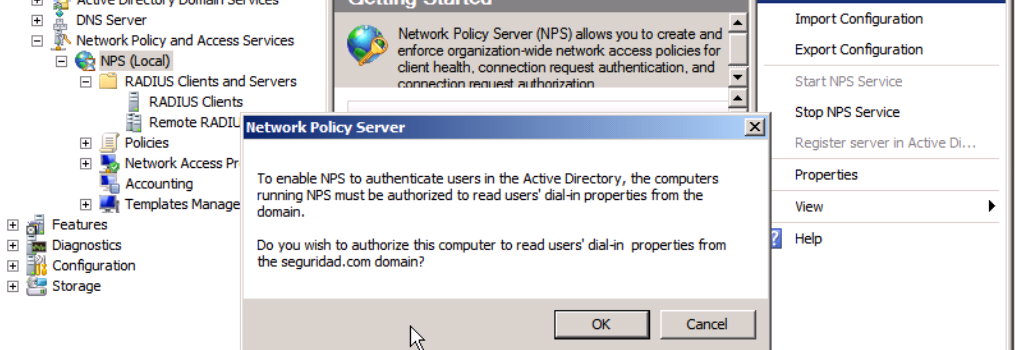 Active Directory Domain Services
DNS Server
Network Policy and Access Services
NPS (Local)
RADIUS Clients and Servers
RADIUS Clients
Remote RADIU
Policies
Network Access Pr
Accounting
Templates Manage
Features
Diagnostics
Configuration
Storage
Getting Started
Network Policy Server (NPS) allows you to create and
enforce organization-wide network access policies for
client health, connection request authentication, and
connection request authorization
Network Policy Server
To enable NPS to authenticate users in the Active Directory, the computers
running NPS must be authorized to read users' dial-in properties from the
domain.
Do you wish to authorize this computer to read users' dial-in properties from
the seguridad.com domain?
OK
Cancel
Import Configuration
Export Configuration
Start NPS Service
Stop NPS Service
Register server in Active Di...
Properties
View
Help